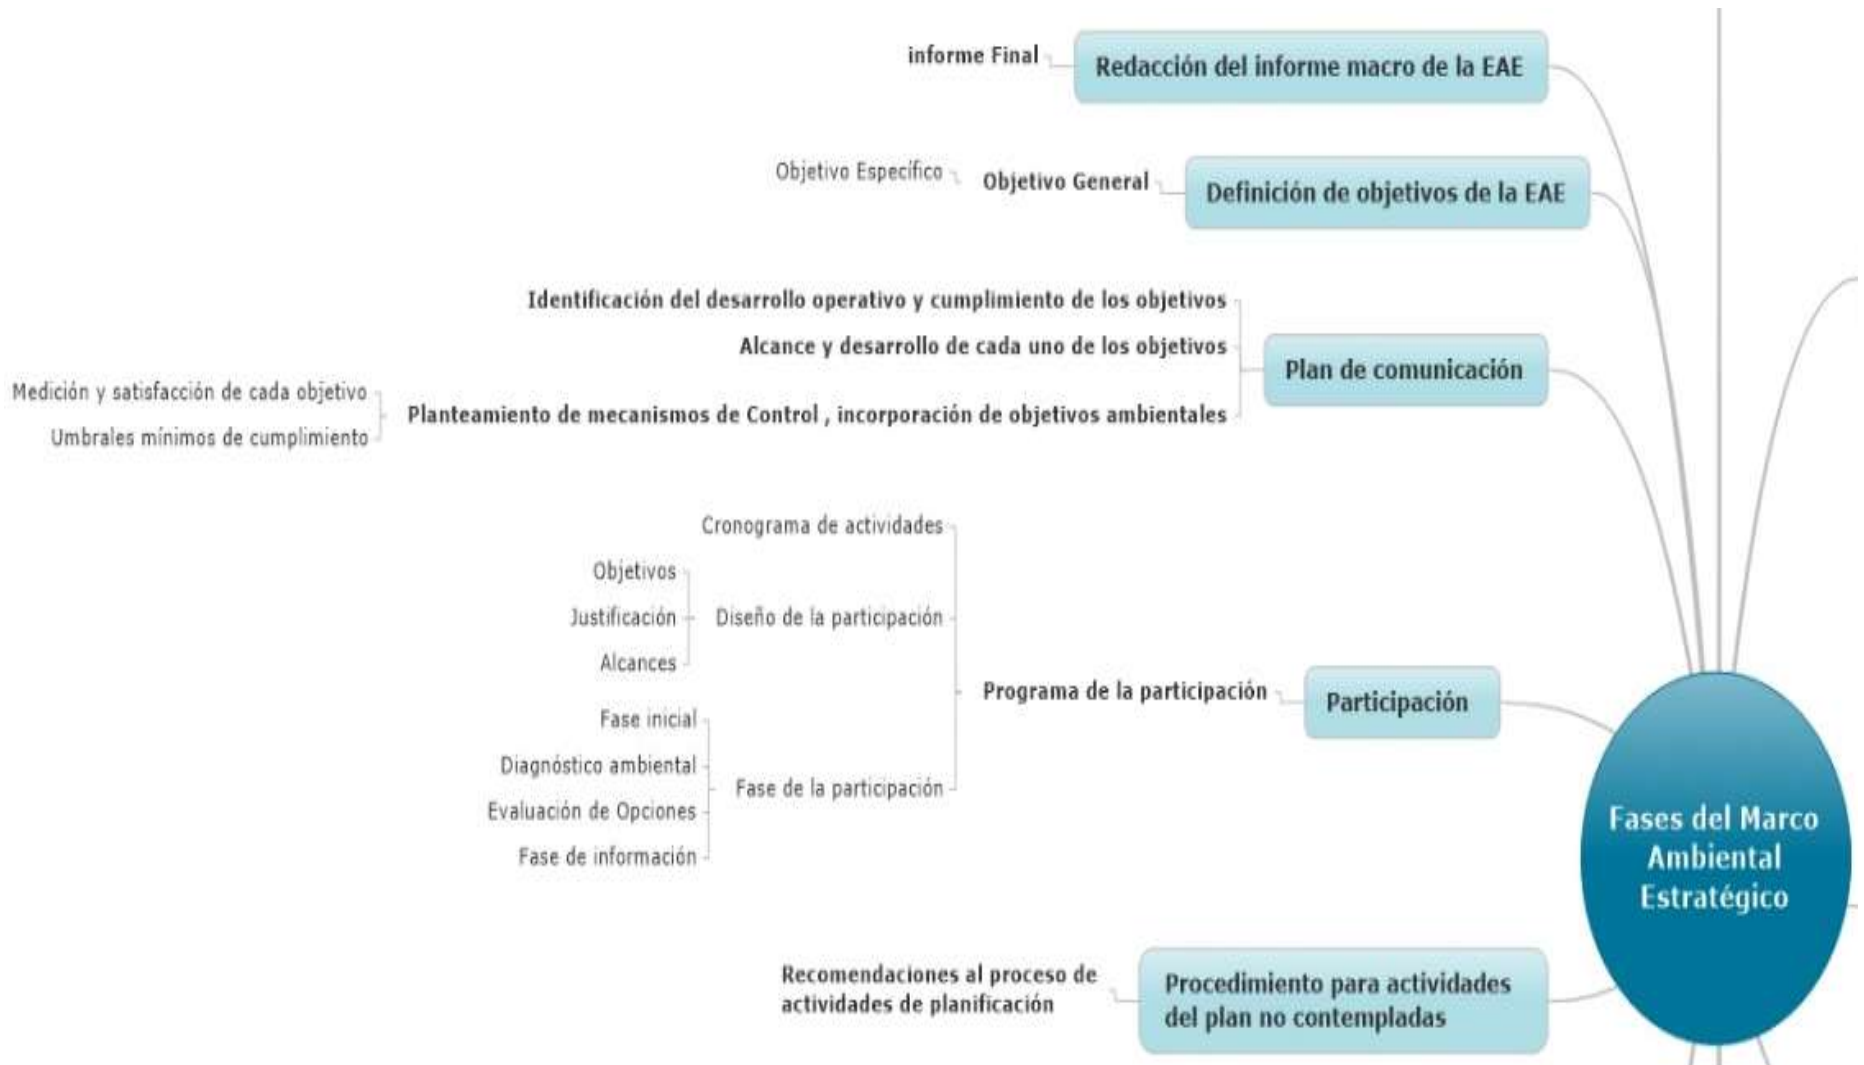 informe Final
Redacción del informe macro de la EAE
Objetivo Específico
Objetivo General
Definición de objetivos de la EAE
Identificación del desarrollo operativo y cumplimiento de los objetivos
Alcance y desarrollo de cada uno de los objetivos
Plan de comunicación
Medición y satisfacción de cada objetivo
Umbrales mínimos de cumplimiento
Planteamiento de mecanismos de Control , incorporación de objetivos ambientales
Cronograma de actividades
Objetivos
Justificación
Alcances
Diseño de la participación
Programa de la participación
Participación
Fase inicial
Diagnóstico ambiental
Evaluación de Opciones
Fase de información
Fase de la participación
Fases del Marco
Ambiental
Estratégico
Recomendaciones al proceso de
actividades de planificación
Procedimiento para actividades
del plan no contempladas